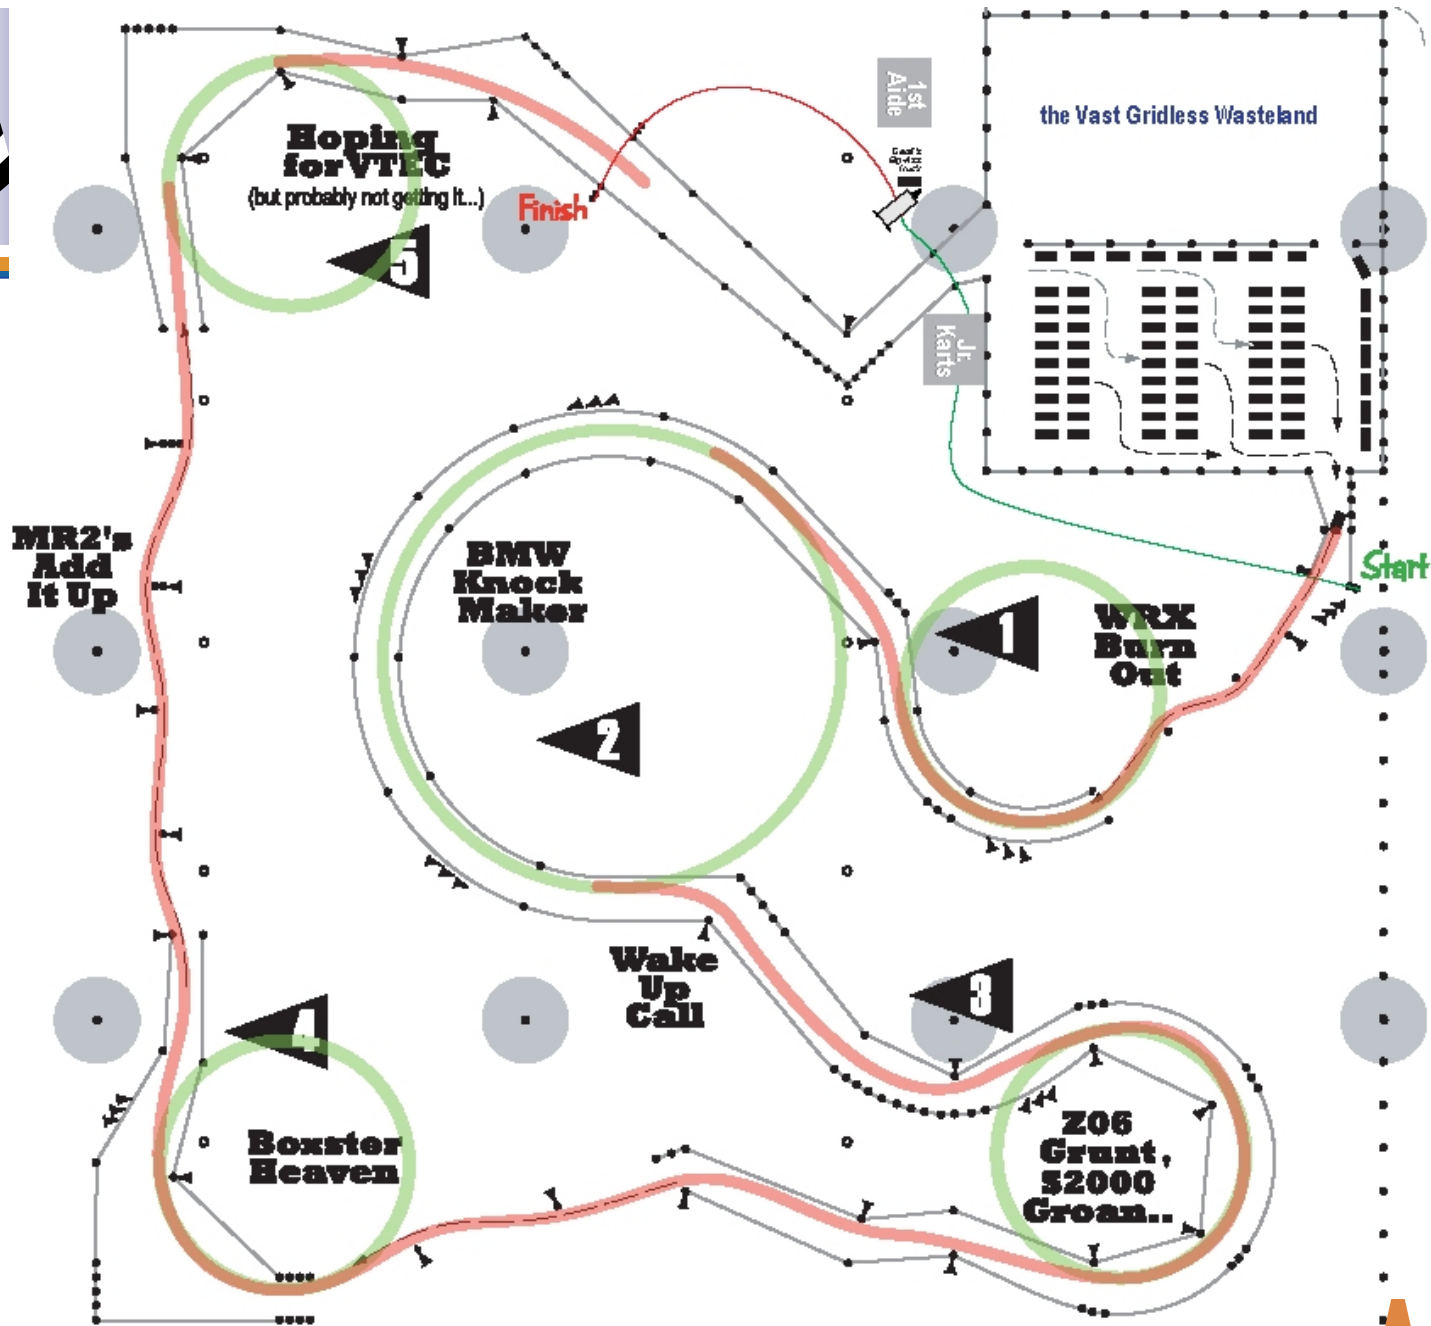 1st
Aide
the Vast Gridless Wasteland
Hoping
for VTEC
(but probably not getting it...)
Finish
5
Jr.
Karts
MR2's
Add
It Up
BMW
Knock
Maker
Start
1
WRX
Burn
Out
2
Wake
Up
Call
3
4
Boxster
Heaven
Z06
Grunt,
S2000
Groan..